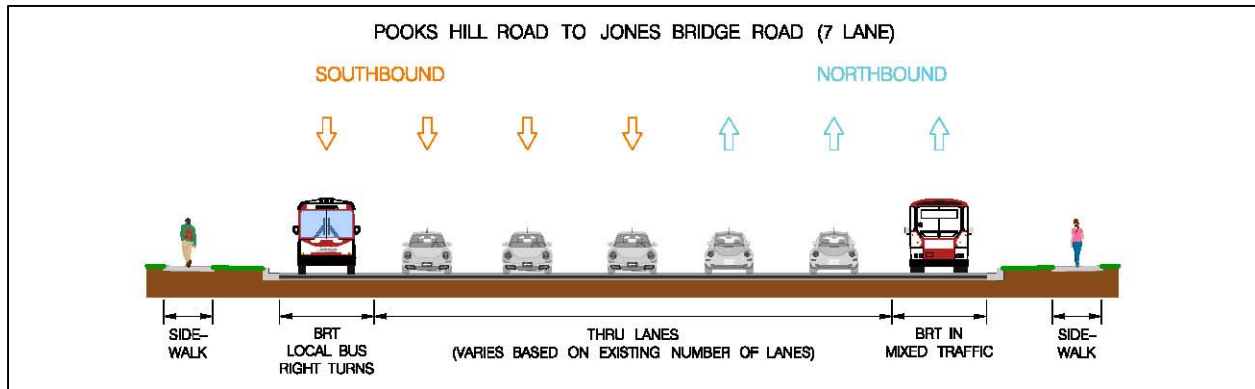 POOKS HILL ROAD TO JONES BRIDGE ROAD (7 LANE)
SOUTHBOUND
NORTHBOUND
SIDE-
WALK
BRT
LOCAL BUS
RIGHT TURNS
THRU LANES
(VARIES BASED ON EXISTING NUMBER OF LANES)
BRT IN
MIXED TRAFFIC
SIDE-
WALK